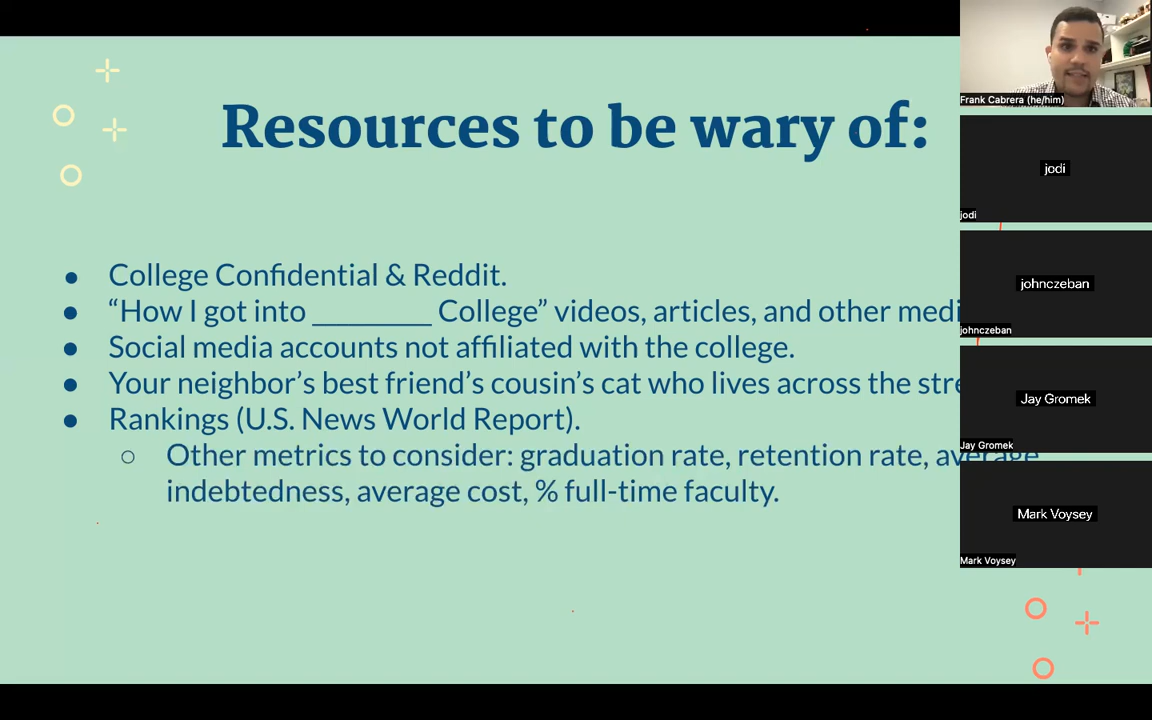 Resources to be wary of:
● College Confidential & Reddit.
● “How I got into ________ College” videos, articles, and other medi
● Social media accounts not affiliated with the college.
● Your neighbor’s best friend’s cousin’s cat who lives across the stre
● Rankings (U.S. News World Report).
○ Other metrics to consider: graduation rate, retention rate, average
indebtedness, average cost, % full-time faculty.
Frank Cabrera (he/him)
jodi
jodi
johnczeban
johnczeban
Jay Gromek
Jay Gromek
Mark Voysey
Mark Voysey